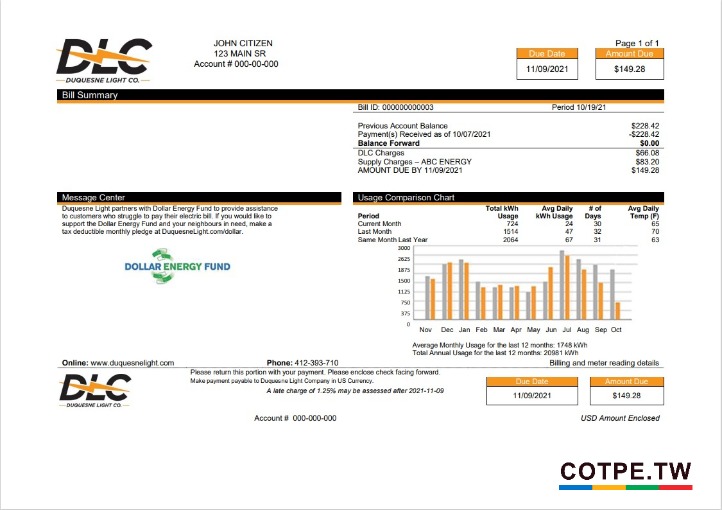 DLC
DUQUESNE LIGHT CO.
JOHN CITIZEN
123 MAIN SR
Account # 000-00-000
Page 1 of 1
Due Date
Amount Due
11/09/2021
$149.28
Bill Summary
Bill ID: 000000000003 Period 10/19/21
Previous Account Balance $228.42
Payment(s) Received as of 10/07/2021 -$228.42
Balance Forward $0.00
DLC Charges $66.08
Supply Charges – ABC ENERGY $83.20
AMOUNT DUE BY 11/09/2021 $149.28
Message Center
Duquesne Light partners with Dollar Energy Fund to provide assistance
to customers who struggle to pay their electric bill. If you would like to
support the Dollar Energy Fund and your neighbours in need, make a
tax deductible monthly pledge at DuquesneLight.com/dollar.
DOLLAR ENERGY FUND
Usage Comparison Chart
Total kWh Avg Daily # of Avg Daily
Period Usage kWh Usage Days Temp (F)
Current Month 724 24 30 65
Last Month 1514 47 32 70
Same Month Last Year 2064 67 31 63
3000
2625
1875
1500
1125
750
375
0
Nov Dec Jan Feb Mar Apr May Jun Jul Aug Sep Oct
Average Monthly Usage for the last 12 months: 1748 kWh
Total Annual Usage for the last 12 months: 20981 kWh
Online: www.duquesnelight.com Phone: 412-393-710 Billing and meter reading details
DLC
DUQUESNE LIGHT CO.
Please return this portion with your payment. Please enclose check facing forward.
Make payment payable to Duquesne Light Company in US Currency.
A late charge of 1.25% may be assessed after 2021-11-09
Due Date
Amount Due
11/09/2021
$149.28
Account # 000-000-000
USD Amount Enclosed
COTPE.TW